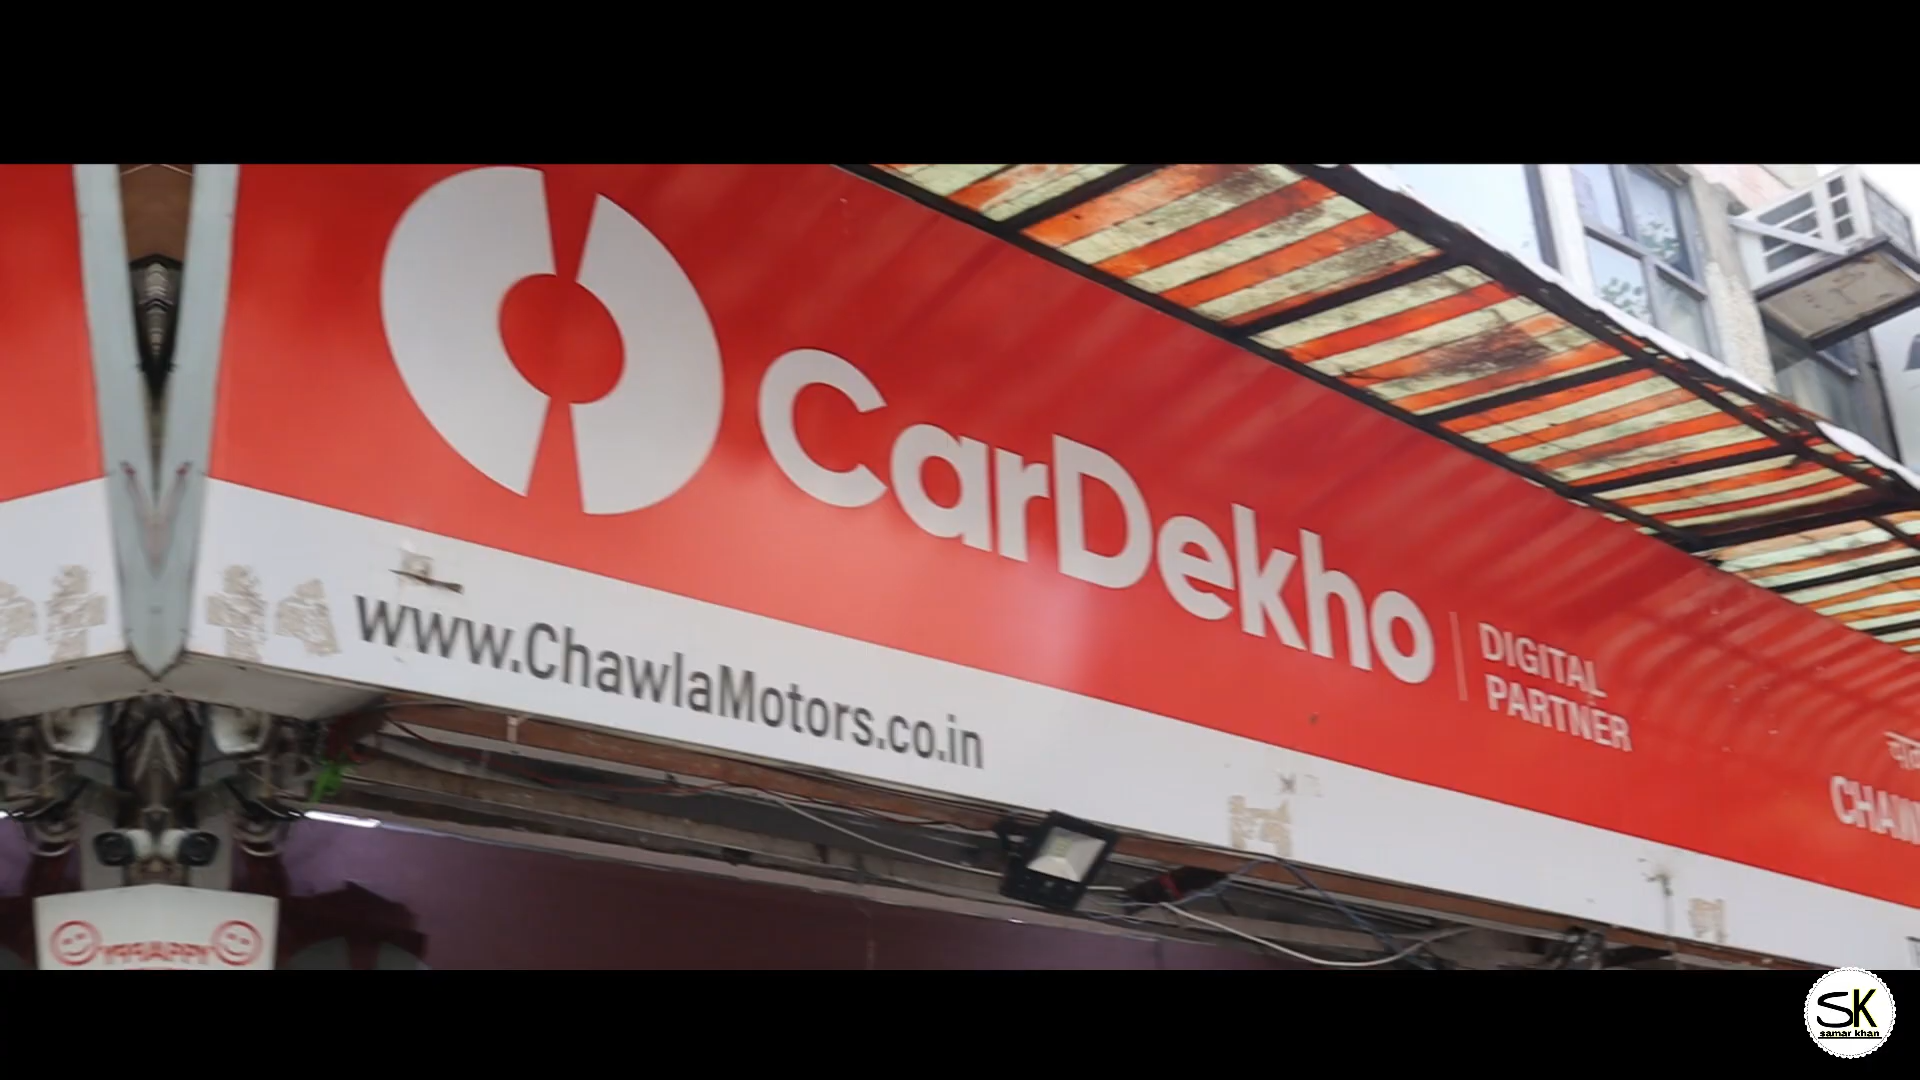 CarDekho
DIGITAL
PARTNER
www.ChawlaMotors.co.in
SK
samar khan